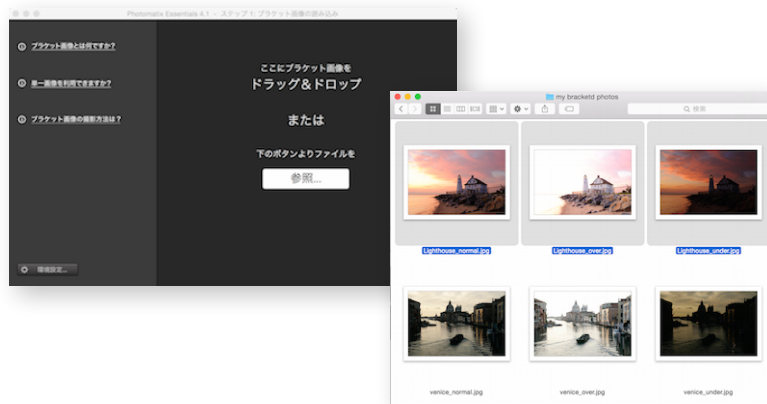 Photomatix Essentials 4.1 - ステップ 1: ブラケット画像の読み込み
ブラケット画像とは何ですか?
単一画像を利用できますか?
ブラケット画像の撮影方法は?
ここにブラケット画像を
ドラッグ＆ドロップ
または
下のボタンよりファイルを
参照...
環境設定...
my bracketd photos
検索
Lighthouse_normal.jpg
Lighthouse_over.jpg
Lighthouse_under.jpg
venice_normal.jpg
venice_over.jpg
venice_under.jpg